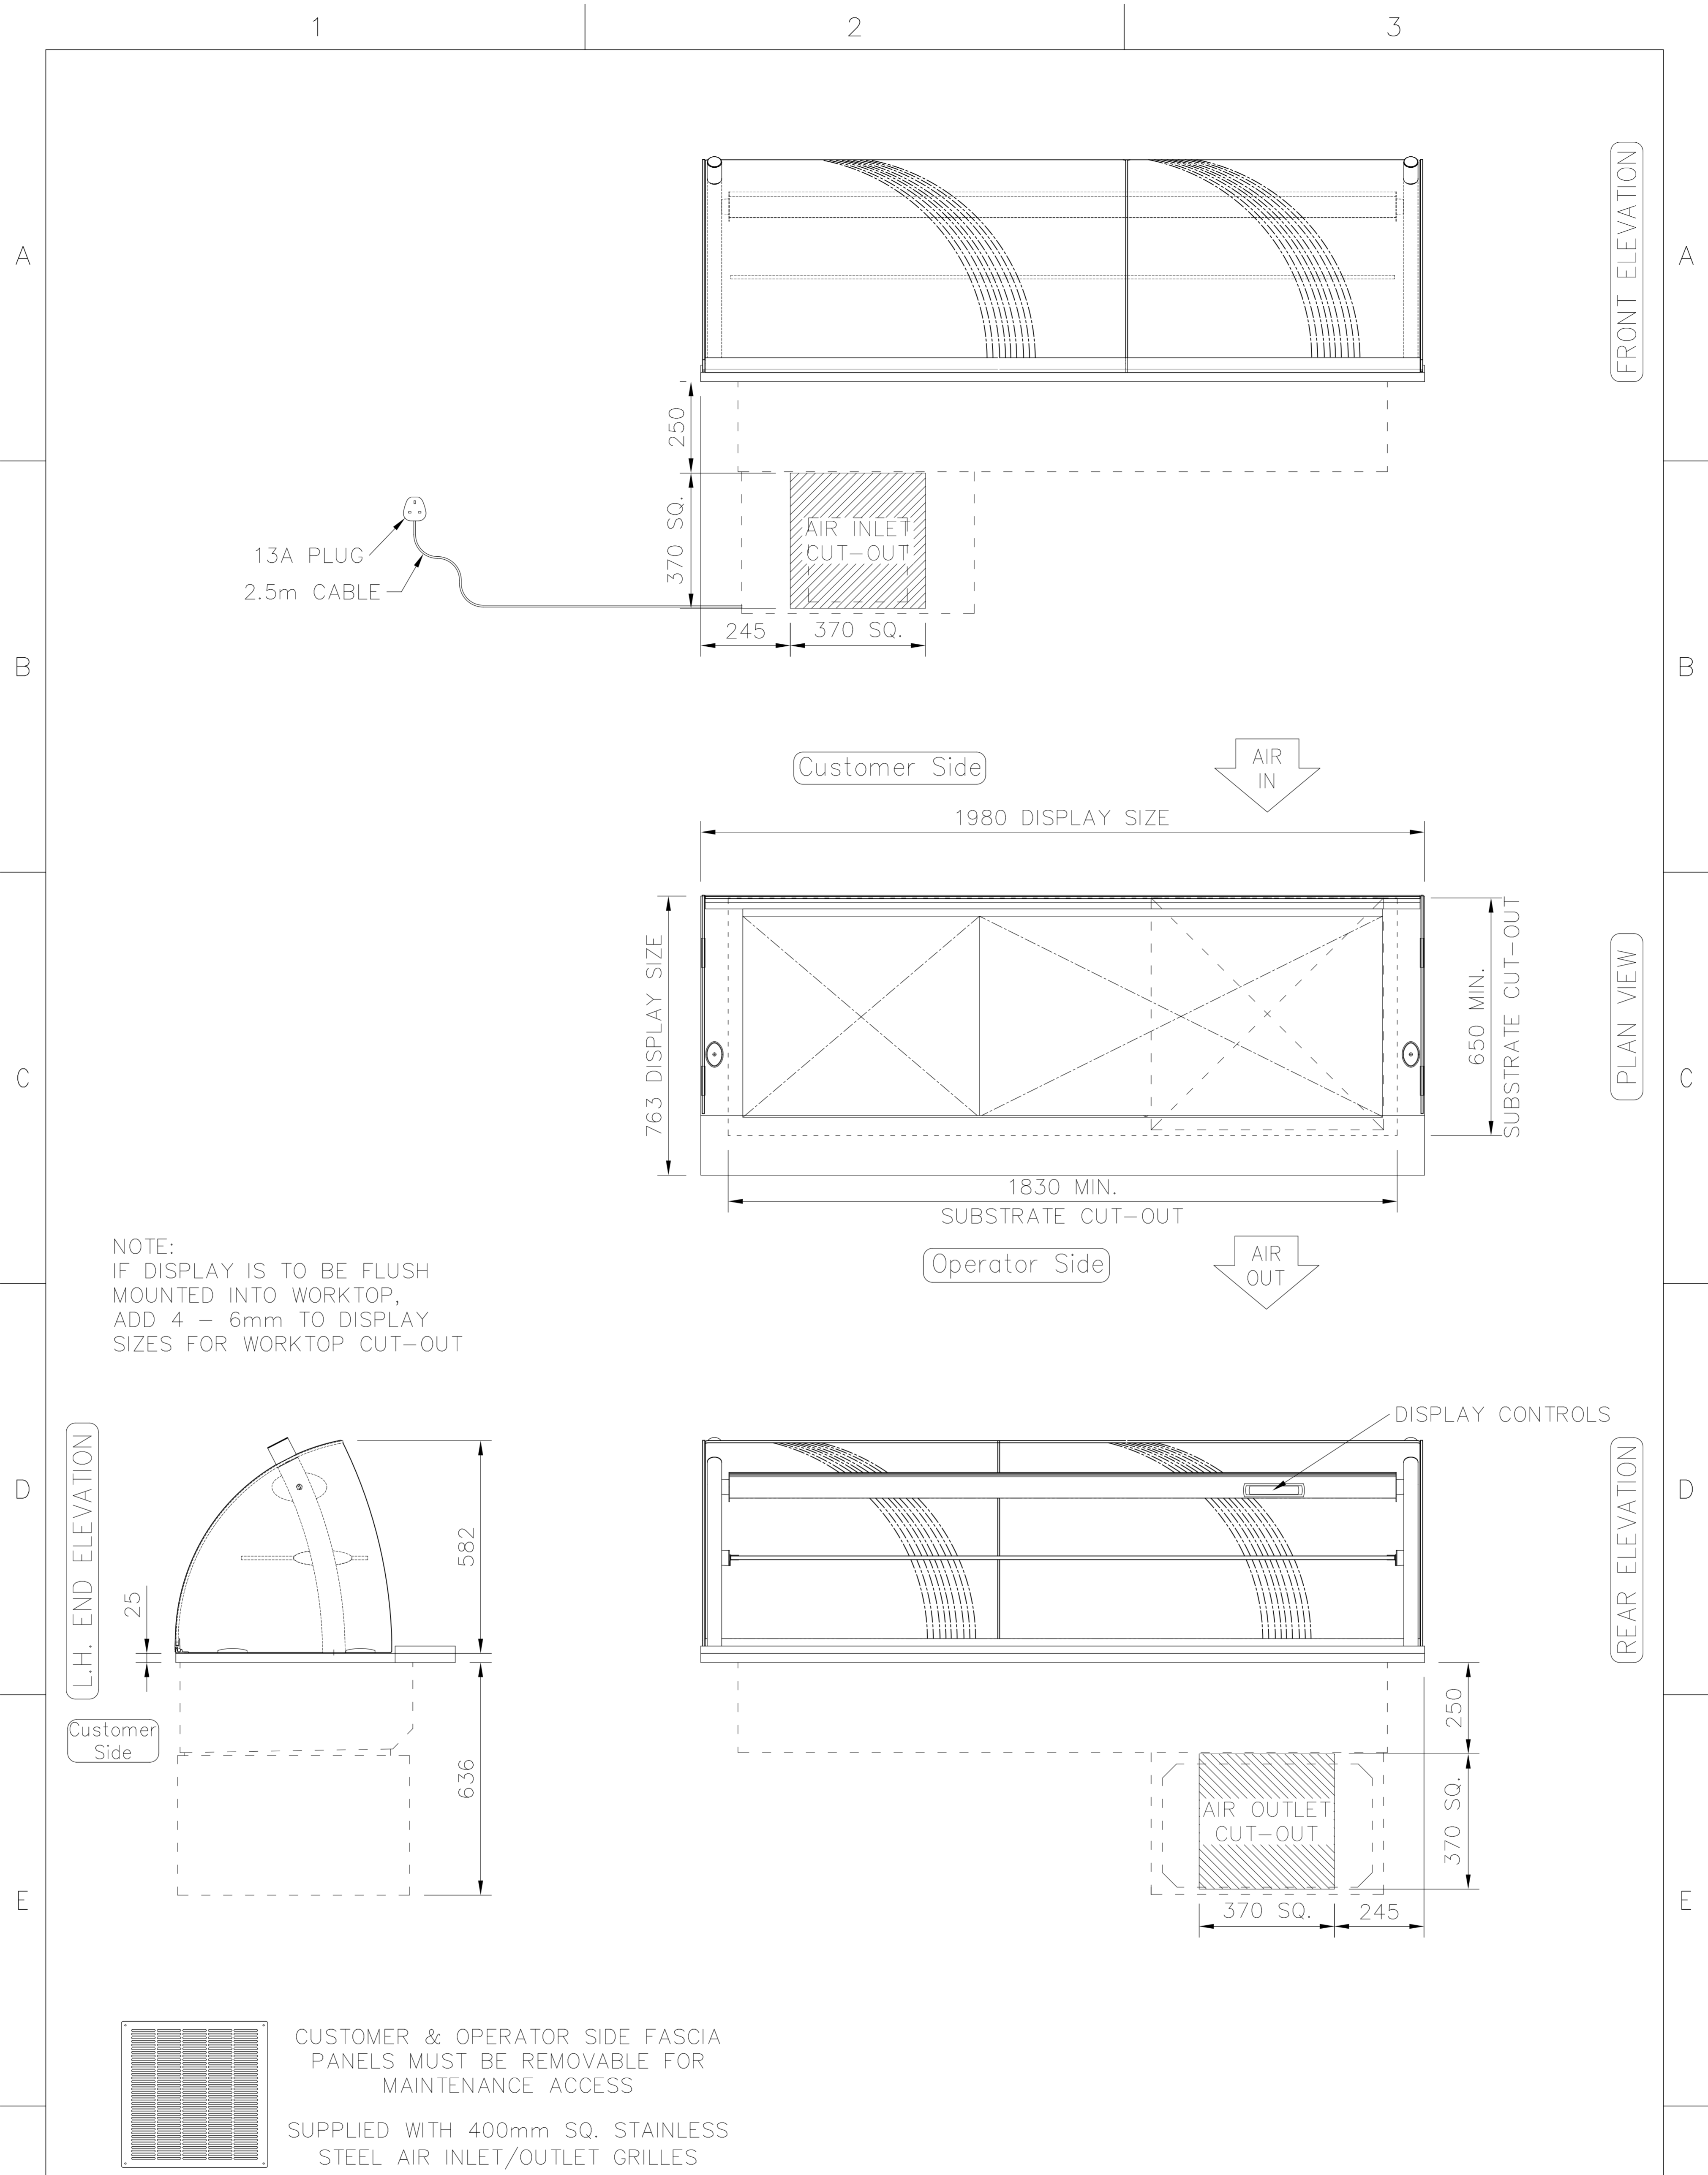 1
2
3
A
A
FRONT ELEVATION
250
370 SQ.
AIR INLET
CUT-OUT
13A PLUG
2.5m CABLE
245
370 SQ.
B
B
Customer Side
AIR
IN
1980 DISPLAY SIZE
763 DISPLAY SIZE
650 MIN.
SUBSTRATE CUT-OUT
PLAN VIEW
C
C
1830 MIN.
SUBSTRATE CUT-OUT
Operator Side
AIR
OUT
NOTE:
IF DISPLAY IS TO BE FLUSH
MOUNTED INTO WORKTOP,
ADD 4 - 6mm TO DISPLAY
SIZES FOR WORKTOP CUT-OUT
DISPLAY CONTROLS
L.H. END ELEVATION
582
25
REAR ELEVATION
D
D
Customer
Side
636
250
370 SQ.
AIR OUTLET
CUT-OUT
370 SQ.
245
E
E
CUSTOMER & OPERATOR SIDE FASCIA
PANELS MUST BE REMOVABLE FOR
MAINTENANCE ACCESS
SUPPLIED WITH 400mm SQ. STAINLESS
STEEL AIR INLET/OUTLET GRILLES